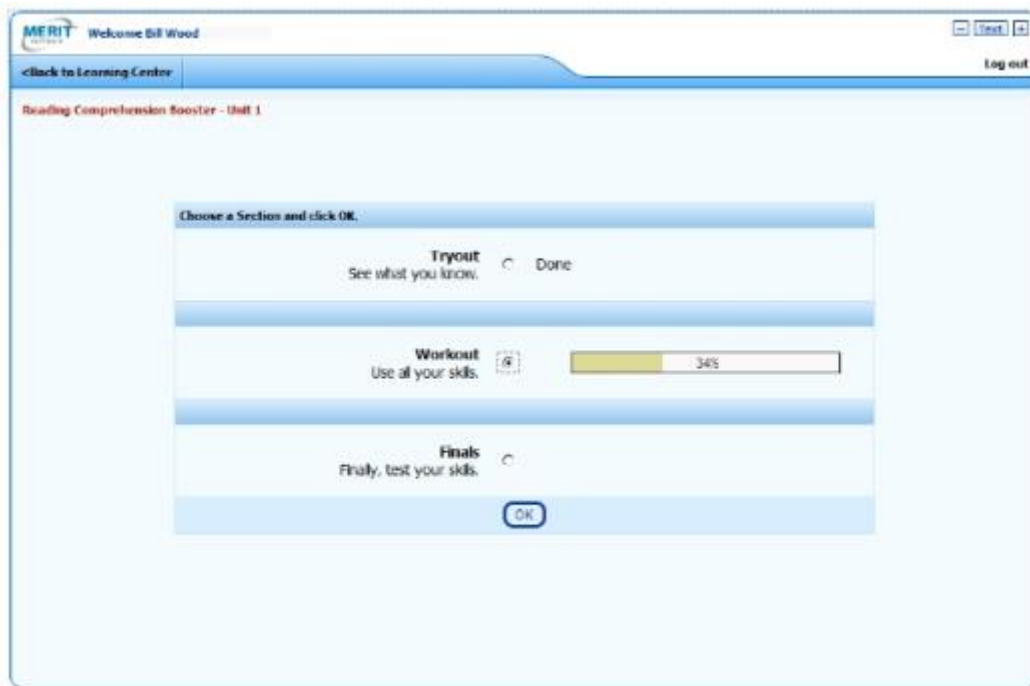 MERIT Welcome Bill Wood
- Text +
<Back to Learning Center
Log out
Reading Comprehension Booster - Unit 1
Choose a Section and click OK.
Tryout
See what you know.
Done
Workout
Use all your skills.
34%
Finals
Finally, test your skills.
OK